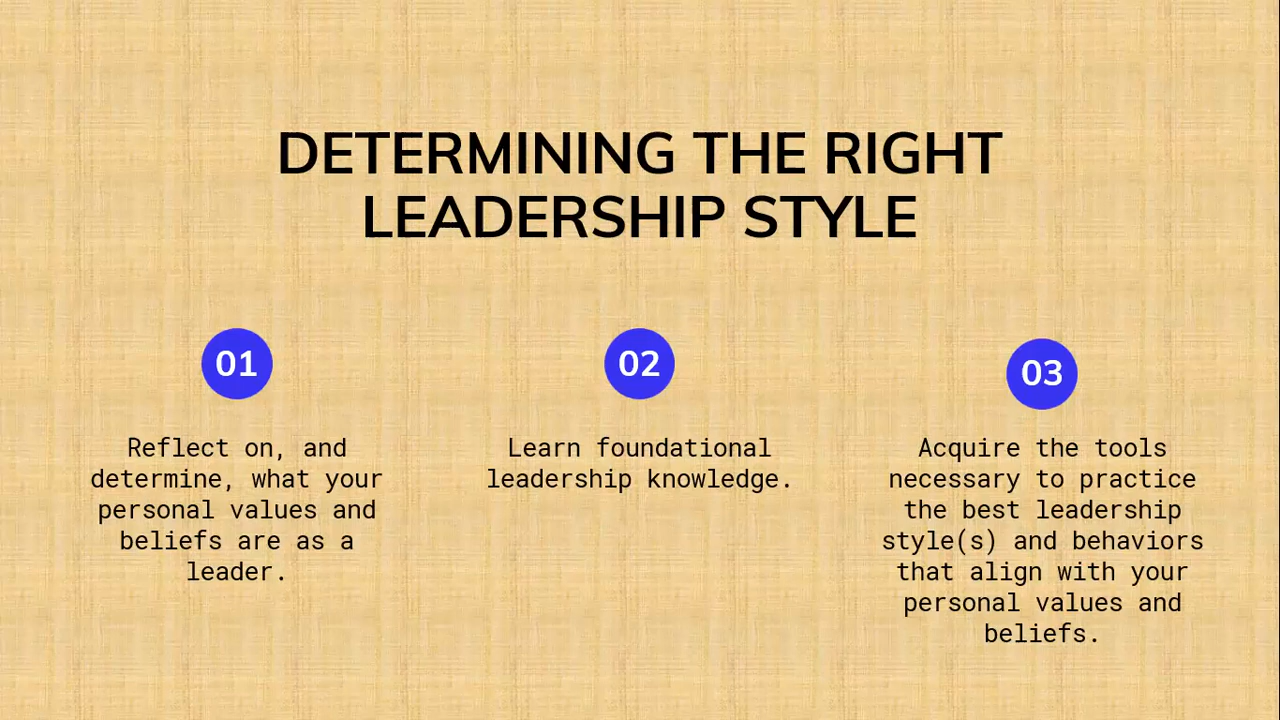 DETERMINING THE RIGHT
LEADERSHIP STYLE
01
Reflect on, and
determine, what your
personal values and
beliefs are as a
leader.
02
Learn foundational
leadership knowledge.
03
Acquire the tools
necessary to practice
the best leadership
style(s) and behaviors
that align with your
personal values and
beliefs.